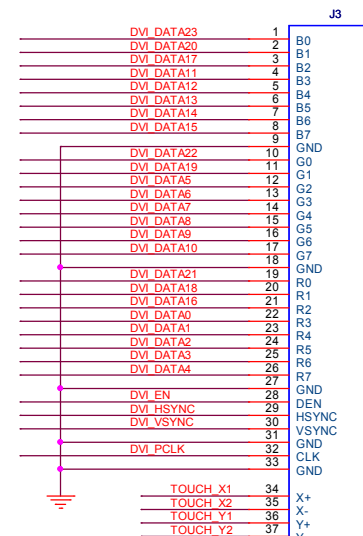 J3
DVI_DATA23 1 B0
DVI_DATA20 2 B1
DVI_DATA17 3 B2
DVI_DATA11 4 B3
DVI_DATA12 5 B4
DVI_DATA13 6 B5
DVI_DATA14 7 B6
DVI_DATA15 8 B7
9 GND
DVI_DATA22 10 G0
DVI_DATA19 11 G1
DVI_DATA5 12 G2
DVI_DATA6 13 G3
DVI_DATA7 14 G4
DVI_DATA8 15 G5
DVI_DATA9 16 G6
DVI_DATA10 17 G7
18 GND
DVI_DATA21 19 R0
DVI_DATA18 20 R1
DVI_DATA16 21 R2
DVI_DATA0 22 R3
DVI_DATA1 23 R4
DVI_DATA2 24 R5
DVI_DATA3 25 R6
DVI_DATA4 26 R7
27 GND
DVI_EN 28 DEN
DVI_HSYNC 29 HSYNC
DVI_VSYNC 30 VSYNC
31 GND
DVI_PCLK 32 CLK
33 GND
TOUCH_X1 34 X+
TOUCH_X2 35 X-
TOUCH_Y1 36 Y+
TOUCH_Y2 37